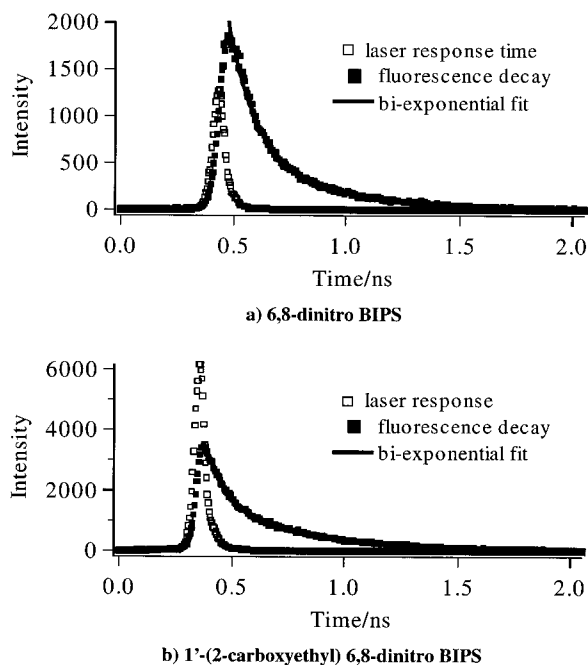 2000
1500
1000
500
0
Intensity
laser response time
fluorescence decay
bi-exponential fit
0.0
0.5
1.0
1.5
2.0
Time/ns
a) 6,8-dinitro BIPS
6000
4000
2000
0
Intensity
laser response
fluorescence decay
bi-exponential fit
0.0
0.5
1.0
1.5
2.0
Time/ns
b) 1'-(2-carboxyethyl) 6,8-dinitro BIPS